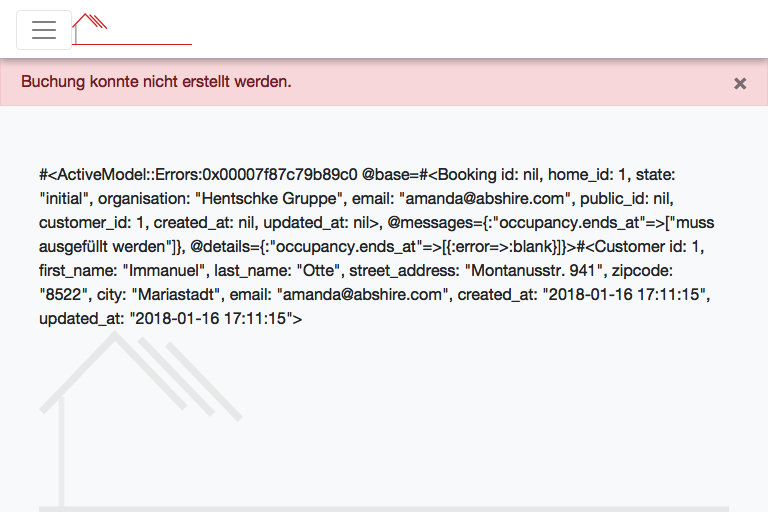 Buchung konnte nicht erstellt werden.
×
#<ActiveModel::Errors:0x00007f87c79b89c0 @base=#<Booking id: nil, home_id: 1, state:
"initial", organisation: "Hentschke Gruppe", email: "amanda@abshire.com", public_id: nil,
customer_id: 1, created_at: nil, updated_at: nil>, @messages={:"occupancy.ends_at"=>["muss
ausgefüllt werden"]}, @details={:"occupancy.ends_at"=>[{:error=>:blank}]}>#<Customer id: 1,
first_name: "Immanuel", last_name: "Otte", street_address: "Montanusstr. 941", zipcode:
"8522", city: "Mariastadt", email: "amanda@abshire.com", created_at: "2018-01-16 17:11:15",
updated_at: "2018-01-16 17:11:15">